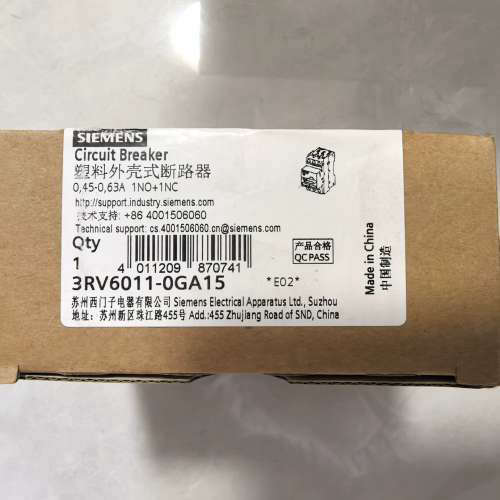 SIEMENS
Circuit Breaker
塑料外壳式断路器
0,45-0,63A 1NO+1NC
http://support.industry.siemens.com
技术支持: +86 4001506060
Technical support: cs.4001506060.cn@siemens.com
Qty
1
4 011209 870741
产品合格
QC PASS
Made in China
中国制造
3RV6011-0GA15
*E02*
苏州西门子电器有限公司 Siemens Electrical Apparatus Ltd., Suzhou
地址: 苏州新区珠江路455号 Add.:455 Zhujiang Road of SND, China